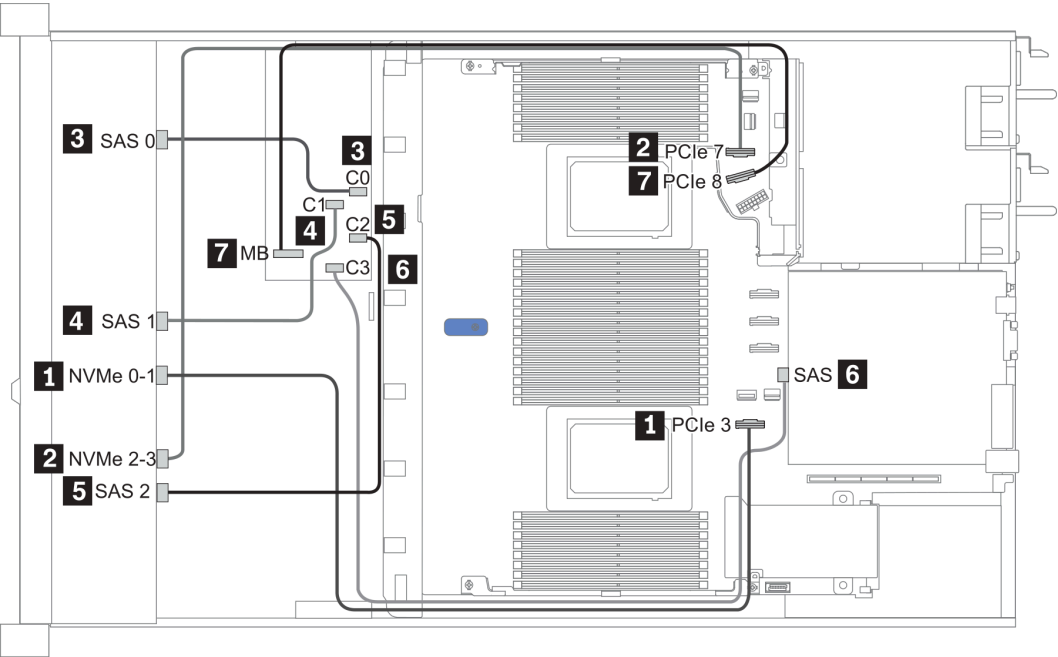 2 PCIe 7
3 SAS 0
3
C0
7 PCIe 8
C1
4
C2 5
7 MB
C3 6
4 SAS 1
1 NVMe 0-1
SAS 6
1 PCIe 3
2 NVMe 2-3
5 SAS 2